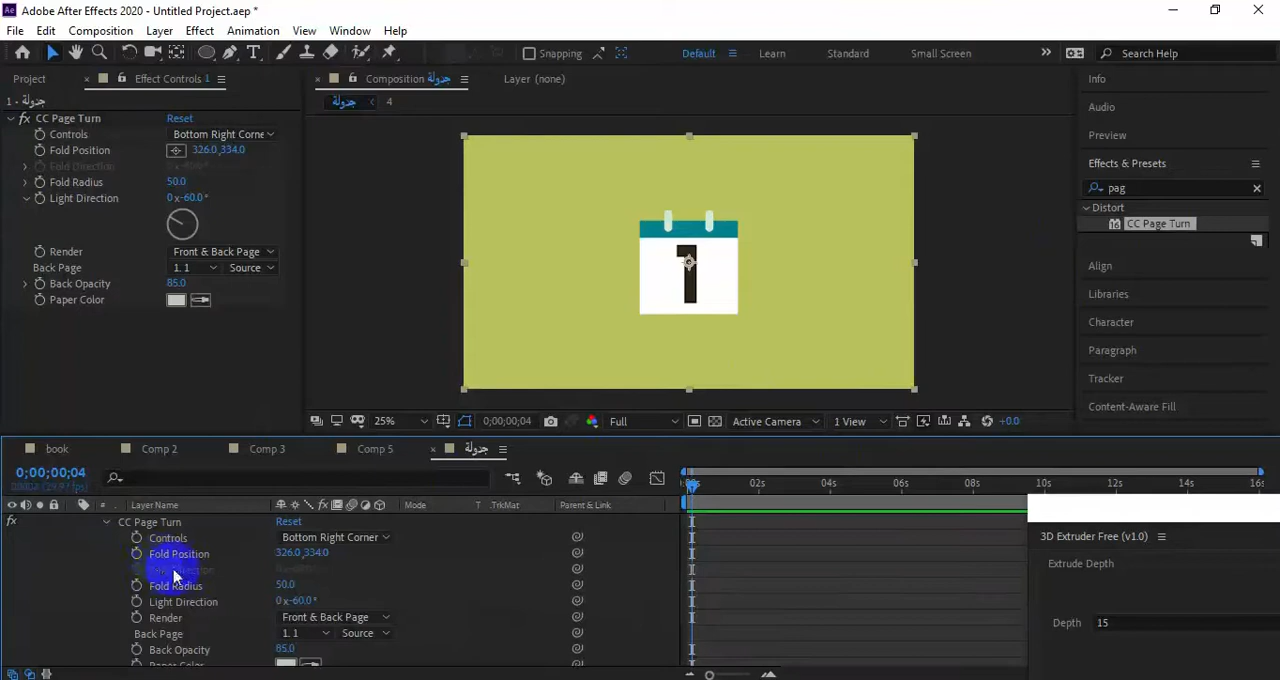 Adobe After Effects 2020 - Untitled Project.aep *
File Edit Composition Layer Effect Animation View Window Help
Snapping Default Learn Standard Small Screen Search Help
Project Effect Controls 1 Composition جدولة Layer (none) Info
1 - جدولة جدولة 4 Audio
fx CC Page Turn Reset
Controls Bottom Right Corne Preview
Fold Position 326.0,334.0
Effects & Presets
Fold Radius 50.0
pag
Light Direction 0 x-60.0°
Distort
CC Page Turn
1
Render Front & Back Page
Back Page 1. 1 Source Align
Back Opacity 85.0
Libraries
Paper Color
Character
Paragraph
Tracker
Content-Aware Fill
25% 0;00;00;04 Full Active Camera 1 View +0.0
book Comp 2 Comp 3 Comp 5 جدولة
0;00;00;04
02s 04s 06s 08s 10s 12s 14s 16s
# Layer Name Mode T .TrkMat Parent & Link
CC Page Turn Reset
Controls Bottom Right Corner
3D Extruder Free (v1.0)
Fold Position 326.0,334.0
Extrude Depth
Fold Radius 50.0
Light Direction 0 x-60.0°
Render Front & Back Page
Depth 15
Back Page 1. 1 Source
Back Opacity 85.0
Paper Color